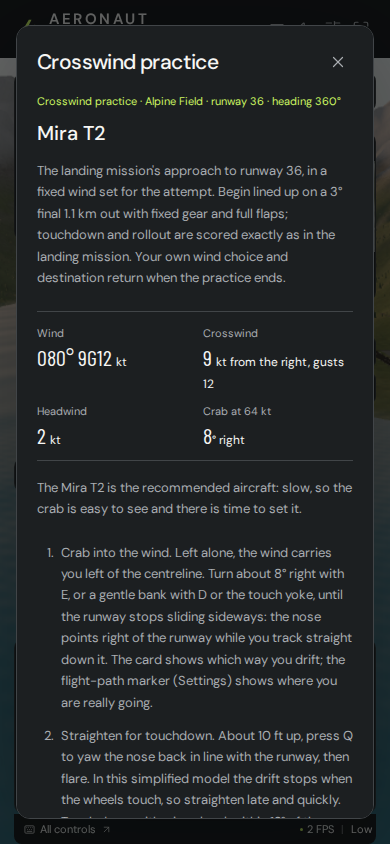 AERONAUT
Crosswind practice
Crosswind practice · Alpine Field · runway 36 · heading 360°
Mira T2
The landing mission's approach to runway 36, in a
fixed wind set for the attempt. Begin lined up on a 3°
final 1.1 km out with fixed gear and full flaps;
touchdown and rollout are scored exactly as in the
landing mission. Your own wind choice and
destination return when the practice ends.
Wind
080° 9G12 kt
Crosswind
9 kt from the right, gusts
12
Headwind
2 kt
Crab at 64 kt
8° right
The Mira T2 is the recommended aircraft: slow, so the
crab is easy to see and there is time to set it.
1. Crab into the wind. Left alone, the wind carries
you left of the centreline. Turn about 8° right with
E, or a gentle bank with D or the touch yoke, until
the runway stops sliding sideways: the nose
points right of the runway while you track straight
down it. The card shows which way you drift; the
flight-path marker (Settings) shows where you
are really going.
2. Straighten for touchdown. About 10 ft up, press Q
to yaw the nose back in line with the runway, then
flare. In this simplified model the drift stops when
the wheels touch, so straighten late and quickly.
All controls ↗
• 2 FPS | Low